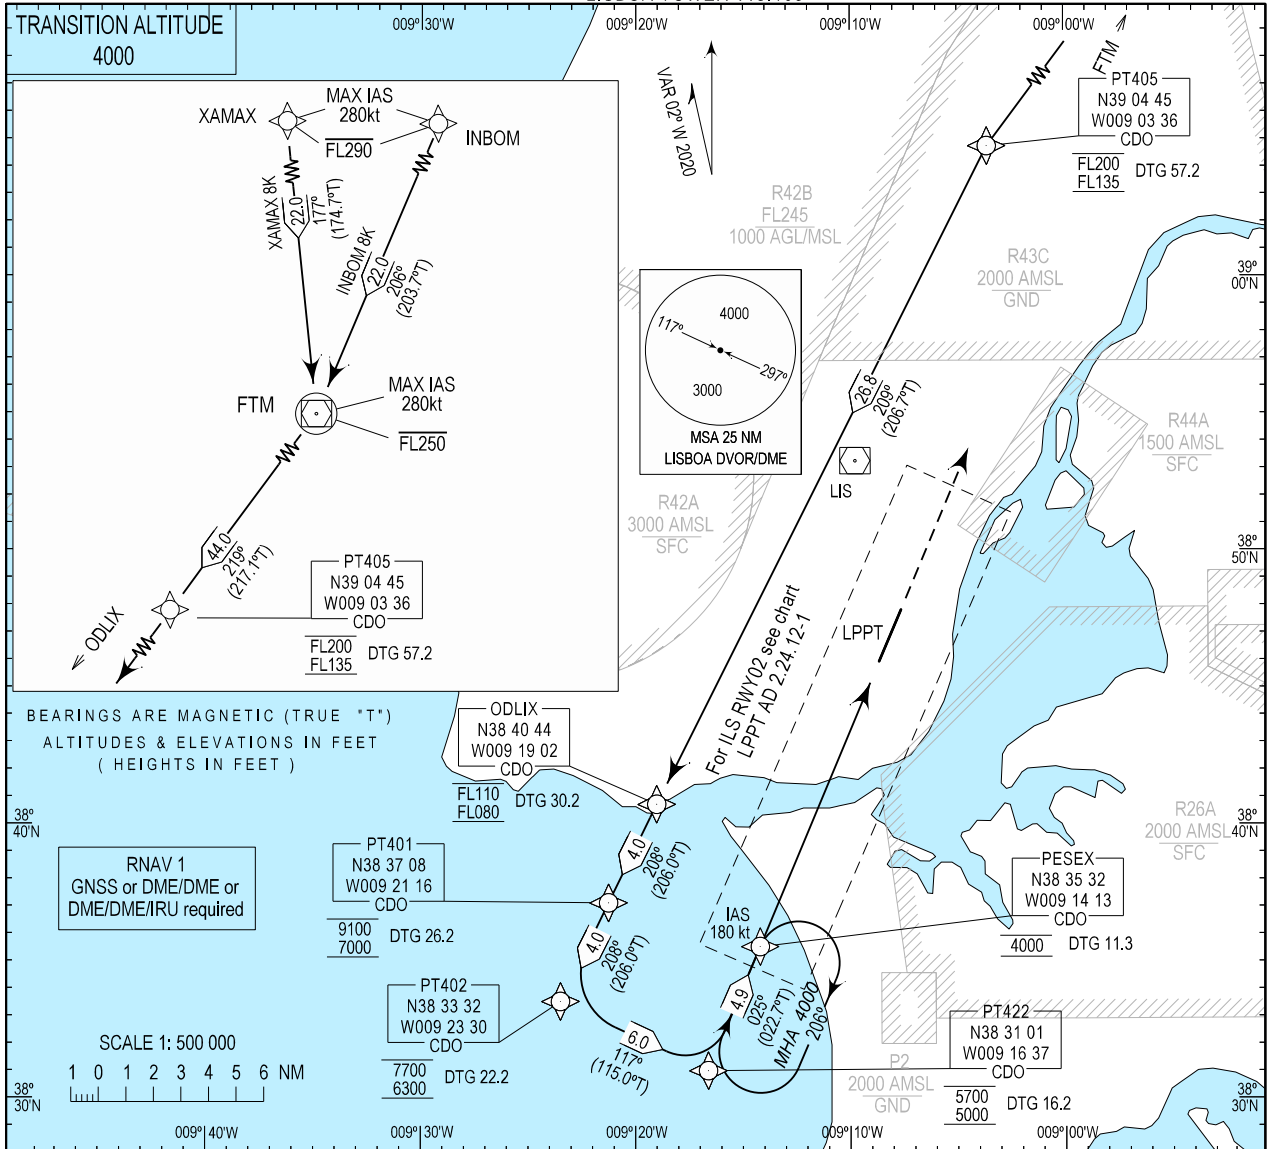 TRANSITION ALTITUDE
4000
009°30'W
009°20'W
009°10'W
009°00'W
XAMAX
MAX IAS
280kt
FL290
INBOM
XAMAX 8K
22.0
177°
(174.7°T)
INBOM 8K
22.0
206°
(203.7°T)
FTM
MAX IAS
280kt
FL250
44.0
219°
(217.1°T)
ODLIX
PT405
N39 04 45
W009 03 36
CDO
FL200
FL135
DTG 57.2
VAR 02° W 2020
FTM
PT405
N39 04 45
W009 03 36
CDO
FL200
FL135
DTG 57.2
R42B
FL245
1000 AGL/MSL
R43C
2000 AMSL
GND
39°
00'N
4000
117°
297°
3000
MSA 25 NM
LISBOA DVOR/DME
26.8
209°
(206.7°T)
R44A
1500 AMSL
SFC
LIS
R42A
3000 AMSL
SFC
38°
50'N
For ILS RWY02 see chart
LPPT AD 2.24.12-1
LPPT
BEARINGS ARE MAGNETIC (TRUE "T")
ALTITUDES & ELEVATIONS IN FEET
( HEIGHTS IN FEET )
ODLIX
N38 40 44
W009 19 02
CDO
FL110
FL080
DTG 30.2
38°
40'N
R26A
2000 AMSL
SFC
38°
40'N
RNAV 1
GNSS or DME/DME or
DME/DME/IRU required
PT401
N38 37 08
W009 21 16
CDO
9100
7000
DTG 26.2
4.0
208°
(206.0°T)
4.0
208°
(206.0°T)
IAS
180 kt
PESEX
N38 35 32
W009 14 13
CDO
4000
DTG 11.3
PT402
N38 33 32
W009 23 30
CDO
7700
6300
DTG 22.2
4.9
025°
(022.7°T)
MHA 4000
206°
6.0
117°
(115.0°T)
PT422
N38 31 01
W009 16 37
CDO
5700
5000
DTG 16.2
P2
2000 AMSL
GND
SCALE 1: 500 000
1 0 1 2 3 4 5 6 NM
38°
30'N
38°
30'N
009°40'W
009°30'W
009°20'W
009°10'W
009°00'W